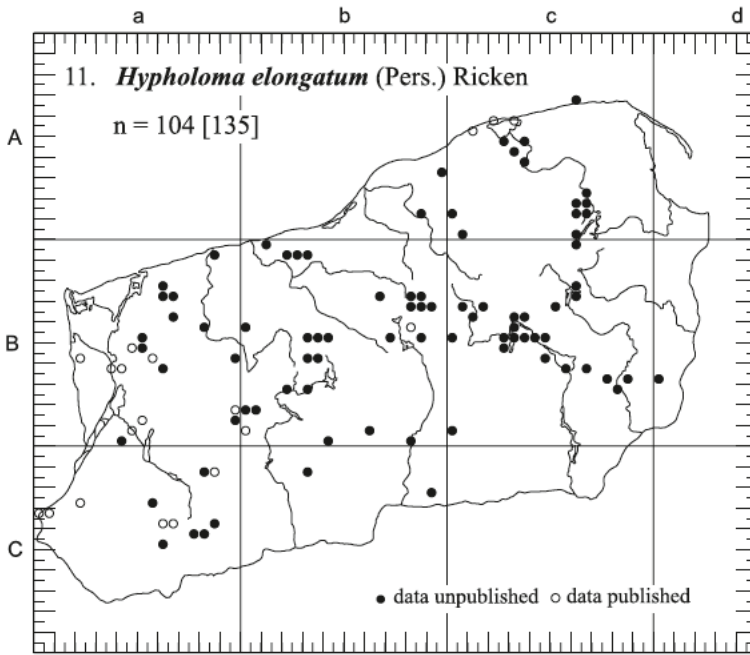 a b c d
11. Hypholoma elongatum (Pers.) Ricken
n = 104 [135]
A
B
C
● data unpublished ○ data published